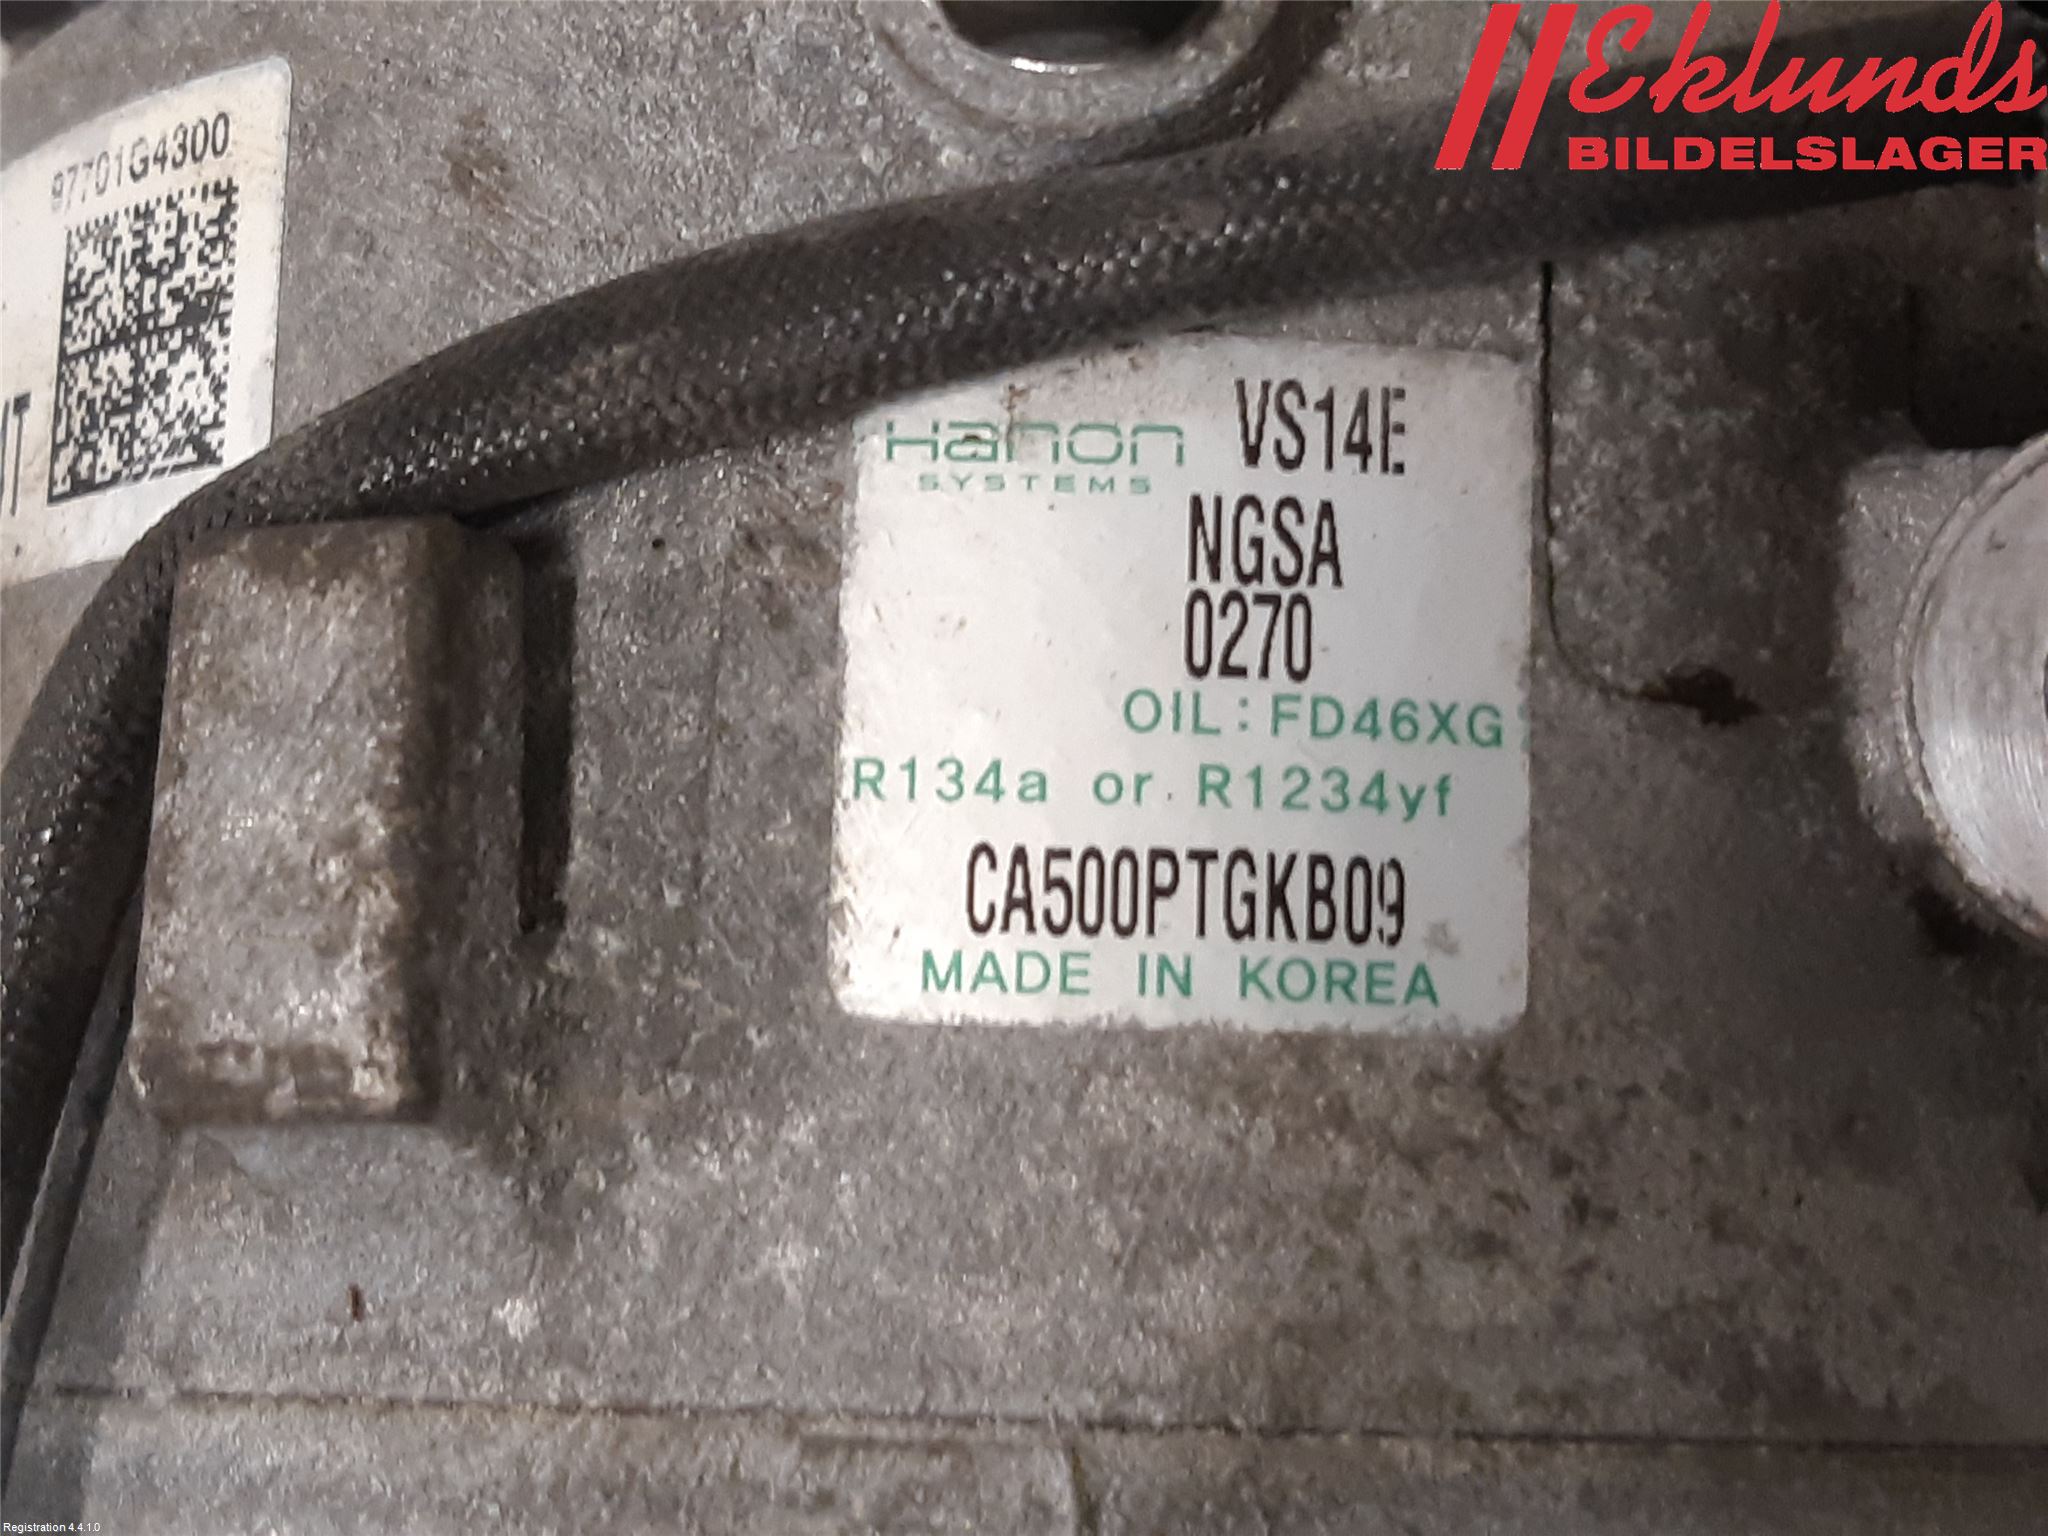 Eklunds
BILDELSLAGER
97701G4300
Hanon
SYSTEMS
VS14E
NGSA
0270
OIL: FD46XG
R134a or R1234yf
CA500PTGKB09
MADE IN KOREA
Registration 4.4.1.0